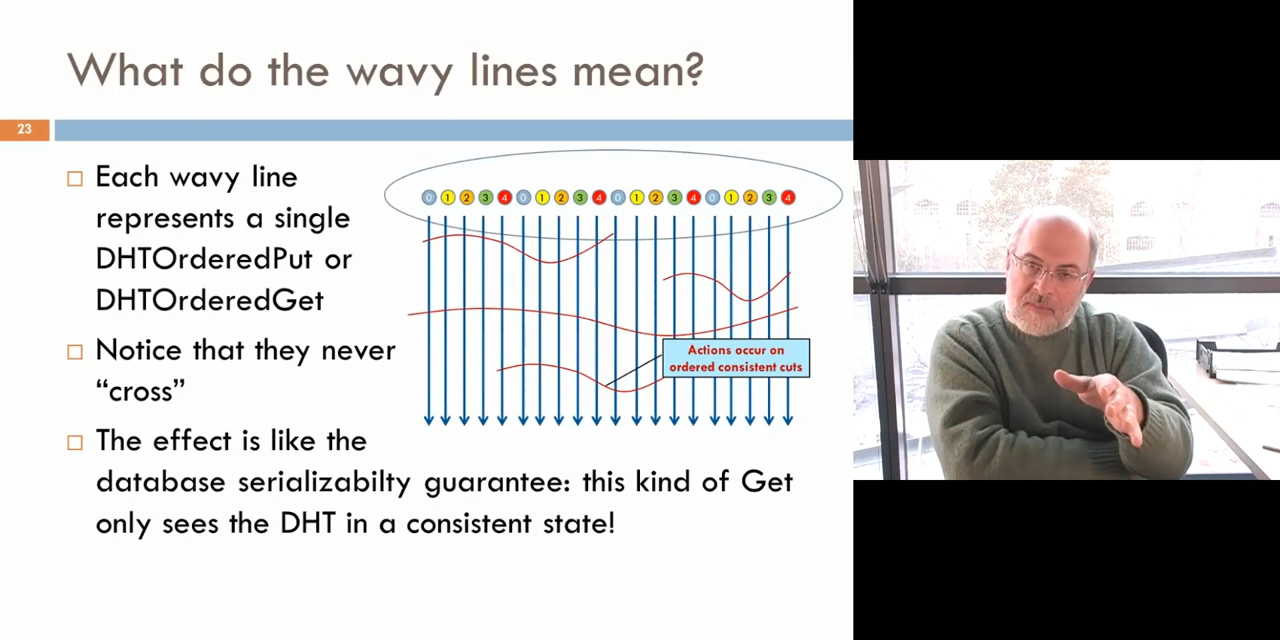 What do the wavy lines mean?
23
Each wavy line
represents a single
DHTOrderedPut or
DHTOrderedGet
Notice that they never
“cross”
The effect is like the
database serializabilty guarantee: this kind of Get
only sees the DHT in a consistent state!
0 1 2 3 4 0 1 2 3 4 0 1 2 3 4 0 1 2 3 4
Actions occur on
ordered consistent cuts